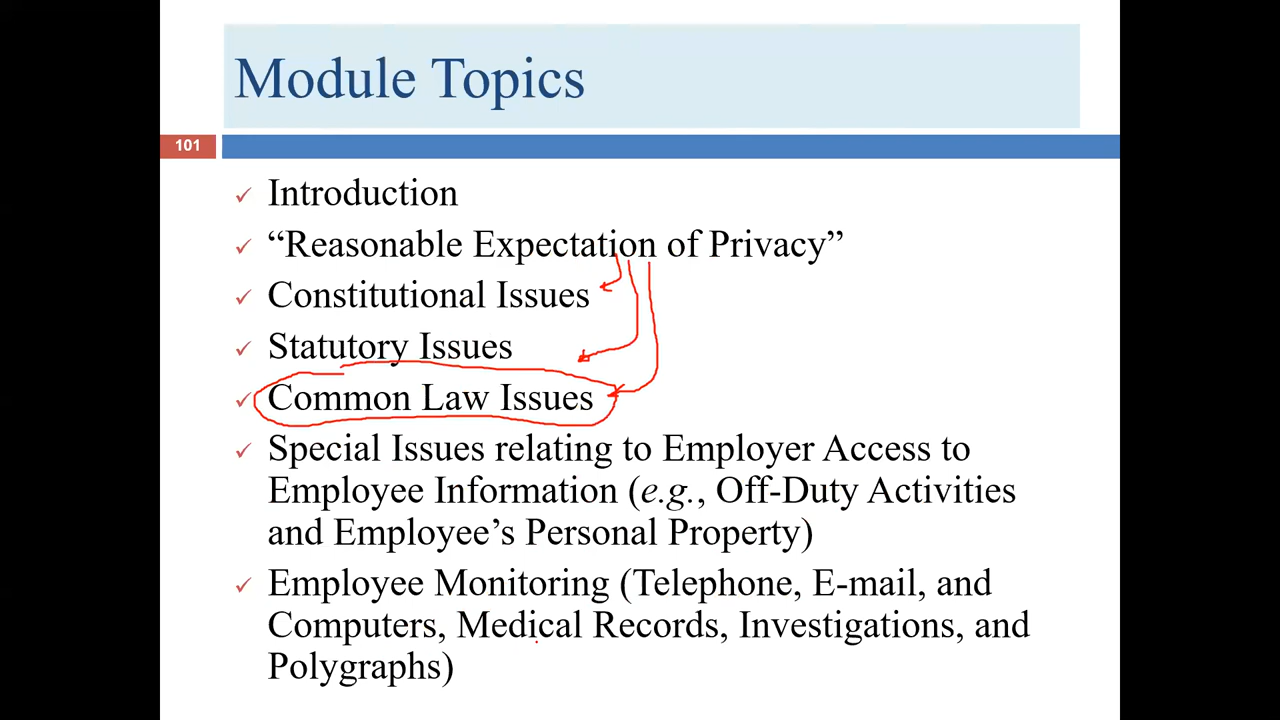 Module Topics
101
Introduction
“Reasonable Expectation of Privacy”
Constitutional Issues
Statutory Issues
Common Law Issues
Special Issues relating to Employer Access to
Employee Information (e.g., Off-Duty Activities
and Employee’s Personal Property)
Employee Monitoring (Telephone, E-mail, and
Computers, Medical Records, Investigations, and
Polygraphs)